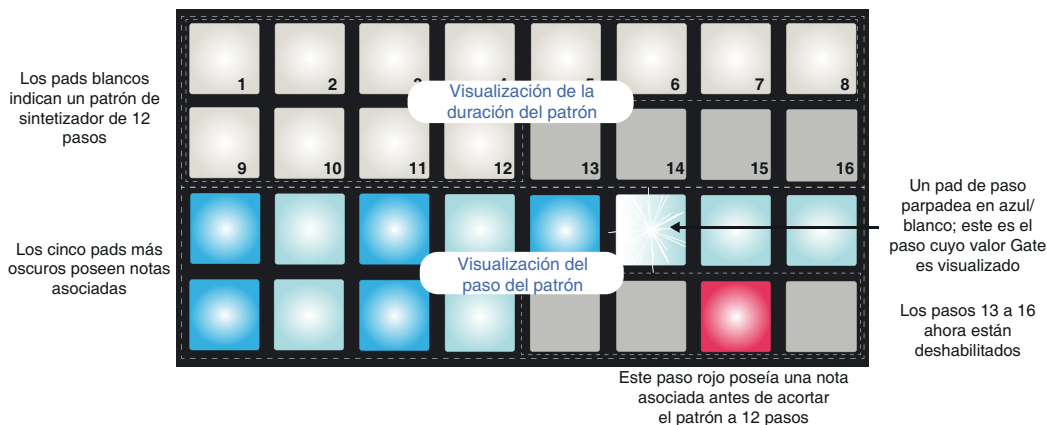 Los pads blancos
indican un patrón de
sintetizador de 12
pasos
1 2 3 4 5 6 7 8
Visualización de la
duración del patrón
9 10 11 12 13 14 15 16
Los cinco pads más
oscuros poseen notas
asociadas
Visualización del
paso del patrón
Un pad de paso
parpadea en azul/
blanco; este es el
paso cuyo valor Gate
es visualizado
Los pasos 13 a 16
ahora están
deshabilitados
Este paso rojo poseía una nota
asociada antes de acortar
el patrón a 12 pasos